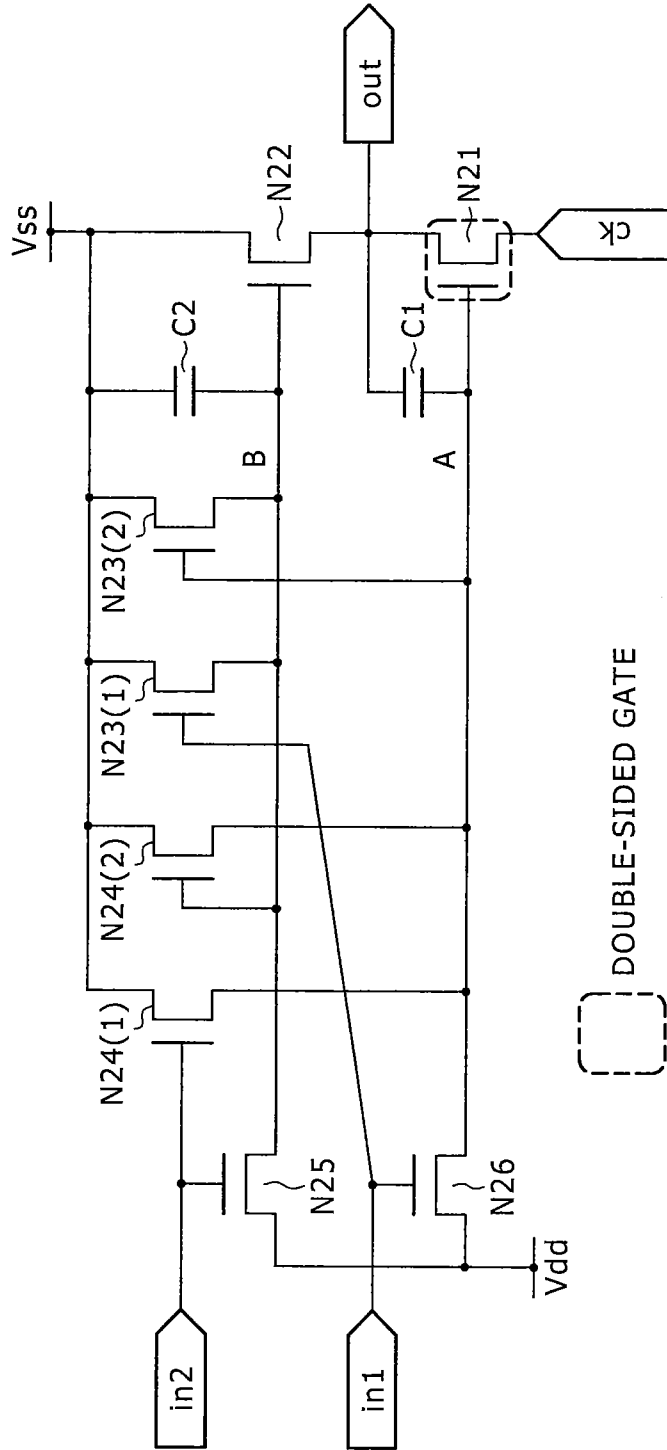 Vss
N24(1)
N24(2)
N23(1)
N23(2)
C2
N22
B
in2
N25
out
C1
N21
A
in1
N26
Vdd
ck
DOUBLE-SIDED GATE